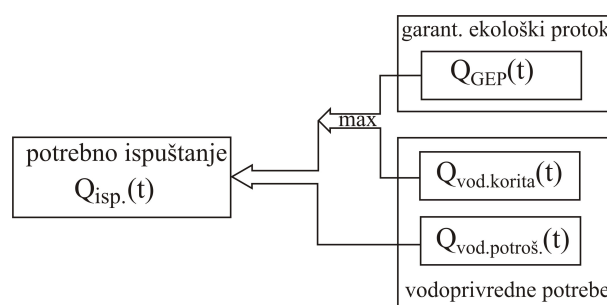 garant. ekološki protok
Q_GEP(t)
max
potrebno ispuštanje
Q_isp.(t)
Q_vod.korita(t)
Q_vod.potroš.(t)
vodoprivredne potrebe